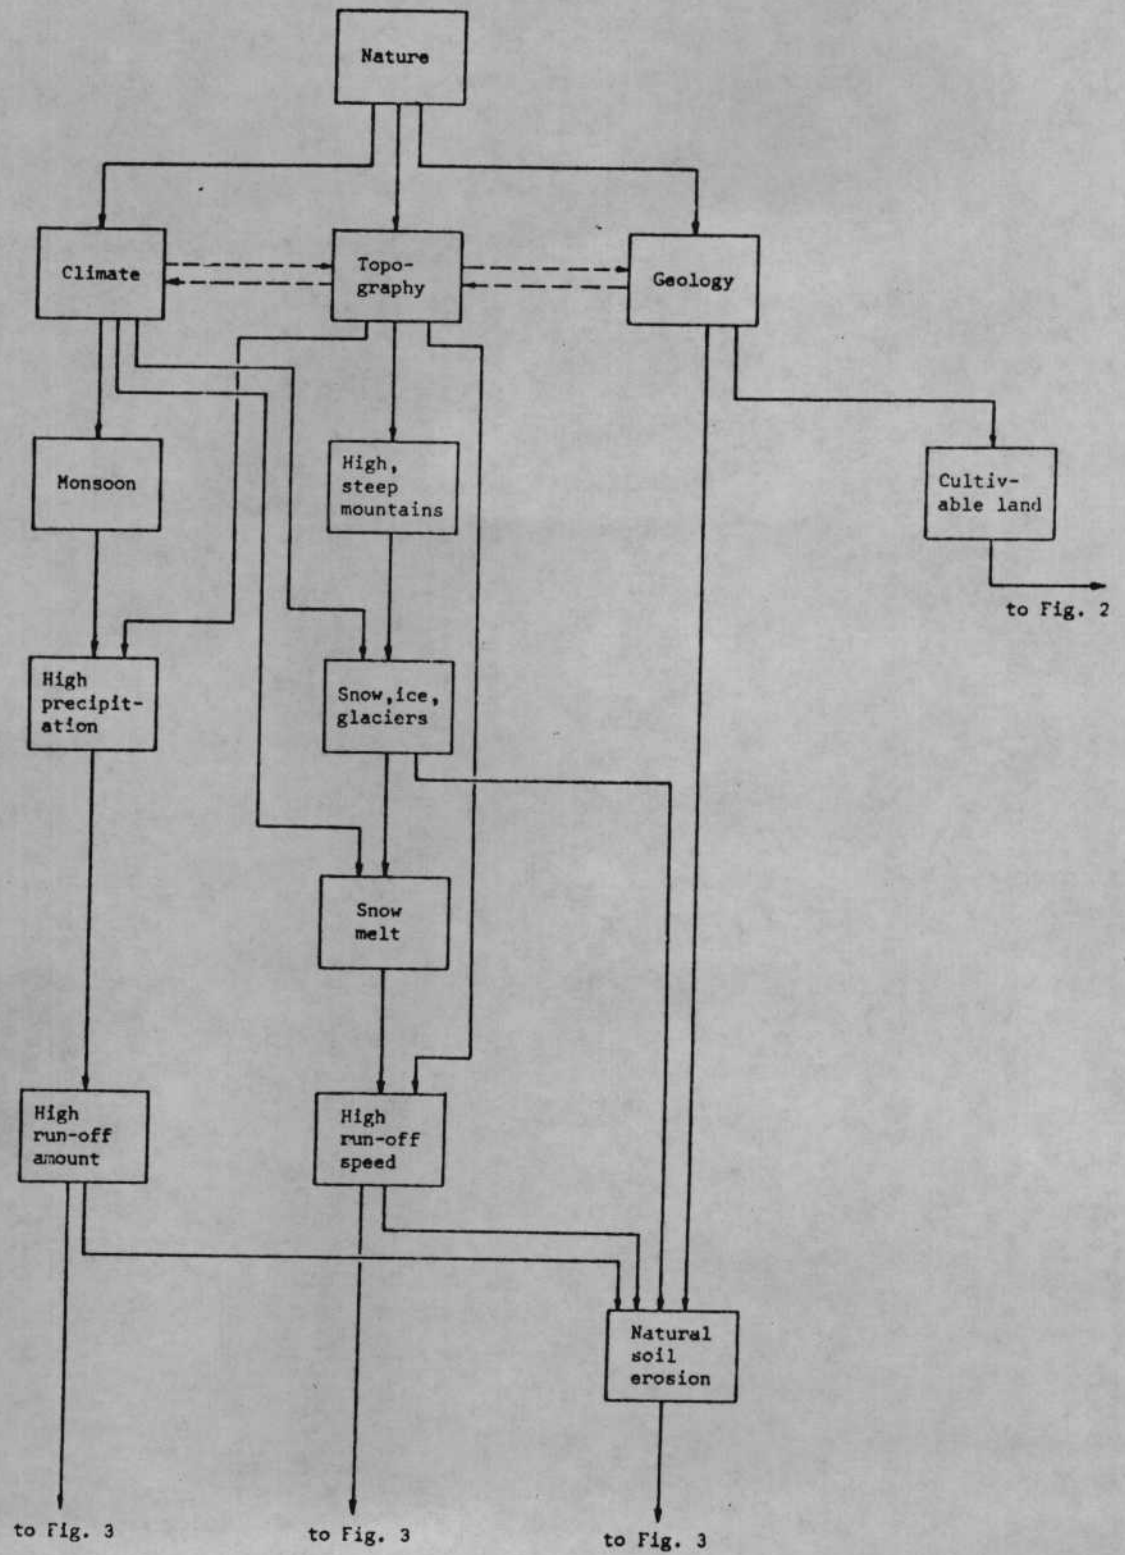 Nature
Climate
Topo-
graphy
Geology
Monsoon
High,
steep
mountains
Cultiv-
able land
to Fig. 2
High
precipit-
ation
Snow,ice,
glaciers
Snow
melt
High
run-off
amount
High
run-off
speed
Natural
soil
erosion
to Fig. 3
to Fig. 3
to Fig. 3